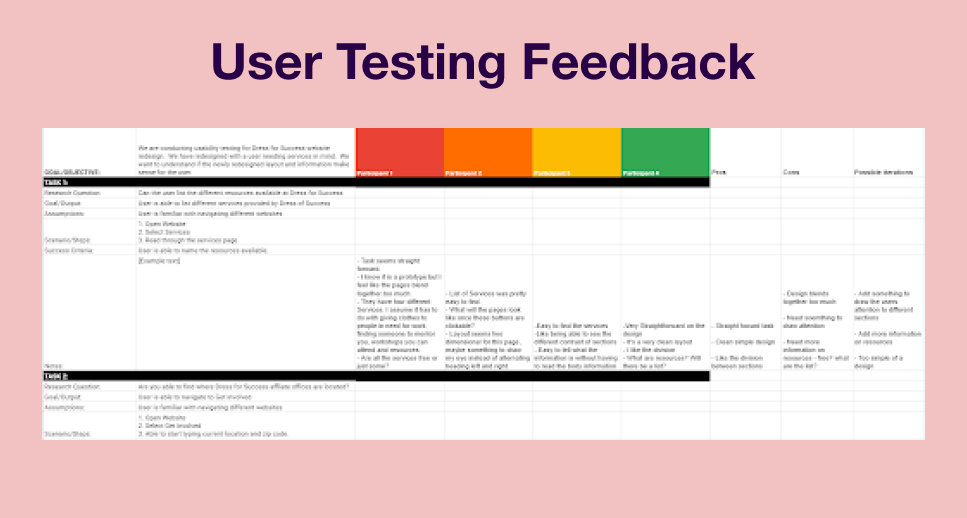 User Testing Feedback
We are conducting usability testing for Dress for Success website
redesign. We have redesigned with a user needing services in mind. We
want to understand if the newly redesigned layout and information make
sense for the user.
GOAL/OBJECTIVE:
Participant 1
Participant 2
Participant 3
Participant 4
Pros
Cons
Possible iterations
TASK 1:
Research Question:
Can the user list the different resources available at Dress for Success
Goal/Output
User is able to list different services provided by Dress of Success
Assumptions:
User is familiar with navigating different websites
1. Open Website
2. Select Services
3. Read through the services page
Scenario/Steps:
Success Criteria:
User is able to name the resources available.
[Example text]
Notes:
- Task seems straight
forward.
- I know if is a prototype but I
feel like the pages blend
together too much
- They have four different
Services. I assume it has to
do with giving clothes to
people in need for work,
finding someone to mentor
you, workshops you can
attend and resources.
- Are all the services free or
just some?
- List of Services was pretty
easy to find.
- What will the pages look
like once these buttons are
clickable?
- Layout seems two
dimensional for this page,
maybe something to draw
my eyes instead of alternating
heading left and right
-Easy to find the services
- Like being able to see the
different contrast of sections
- Easy to tell what the
information is without having
to read the body information
-Very Straightforward on the
design
- It's a very clean layout
- I like the division
- What are resources? Will
there be a list?
- Straight forward task
- Clean simple design
- Like the division
between sections
- Design blends
together too much
- Need soemthing to
draw attention
- Need more
information on
resources - fees? what
are the list?
- Add something to
draw the users
attention to different
sections
- Add more information
on resources
- Too simple of a
design
TASK 2:
Research Question:
Are you able to find where Dress for Success affiliate offices are located?
Goal/Output
User is able to navigate to Get involved
Assumptions:
User is familiar with navigating different websites
1. Open Website
2. Select Get Involved
3. Able to start typing current location and zip code.
Scenario/Steps: